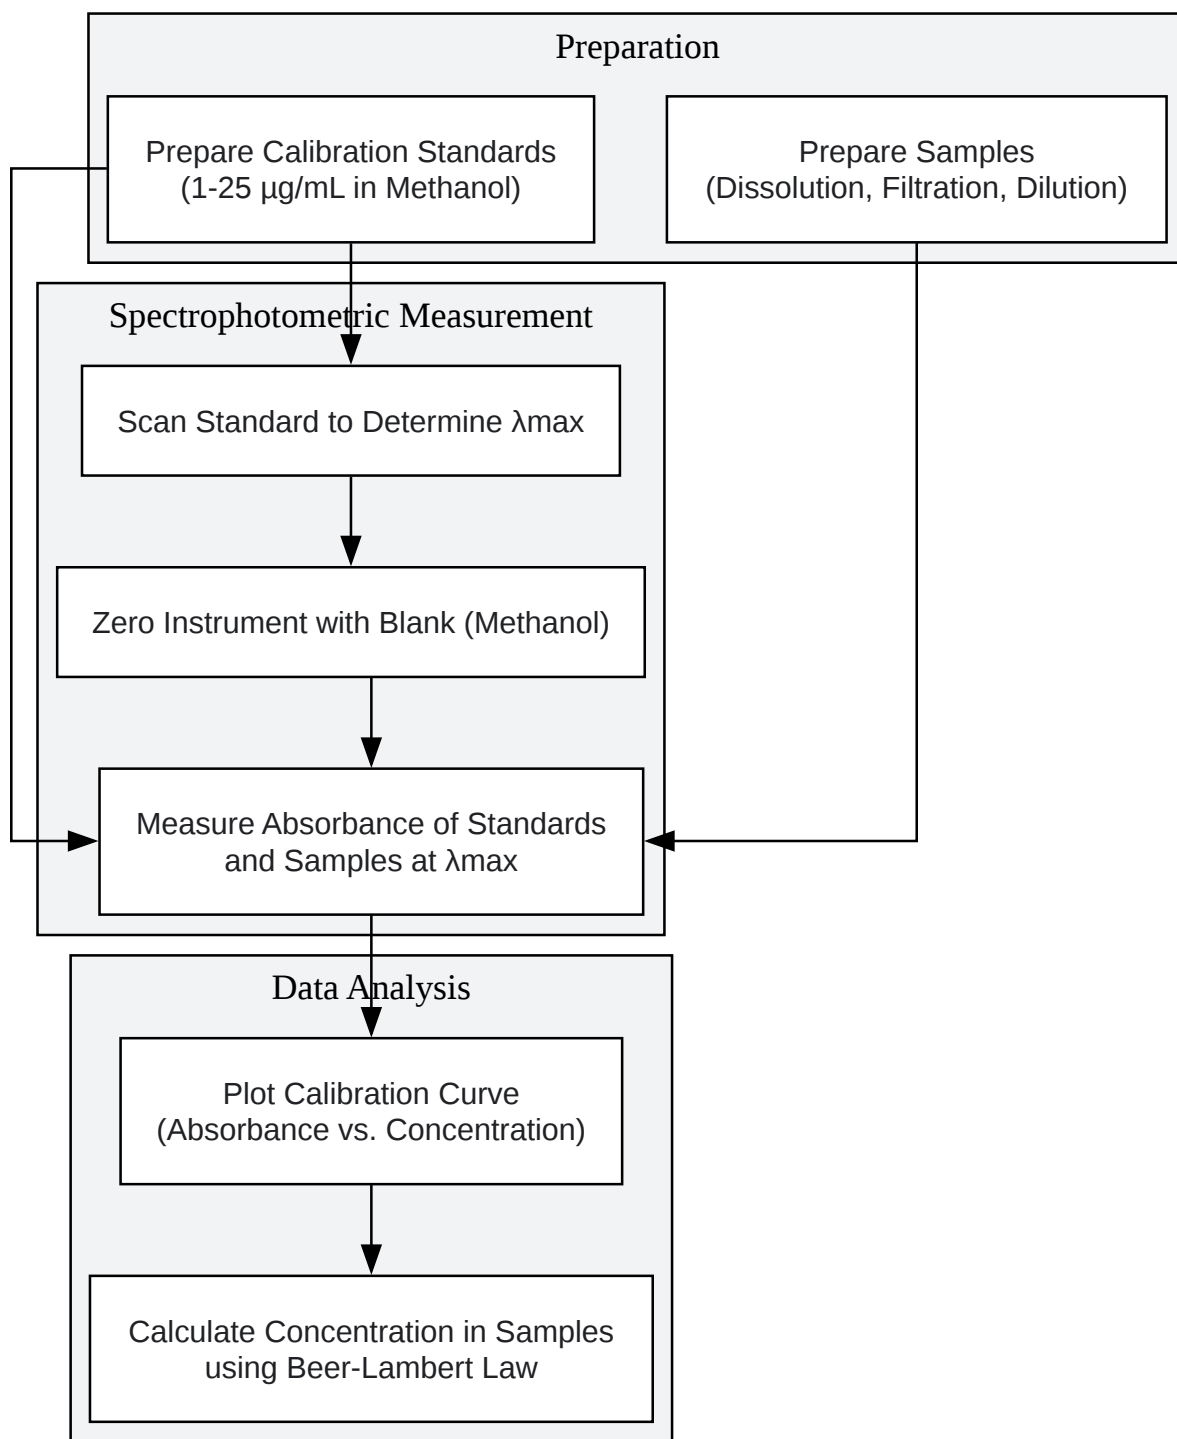 Preparation
Prepare Calibration Standards
(1-25 µg/mL in Methanol)
Prepare Samples
(Dissolution, Filtration, Dilution)
Spectrophotometric Measurement
Scan Standard to Determine λmax
Zero Instrument with Blank (Methanol)
Measure Absorbance of Standards
and Samples at λmax
Data Analysis
Plot Calibration Curve
(Absorbance vs. Concentration)
Calculate Concentration in Samples
using Beer-Lambert Law